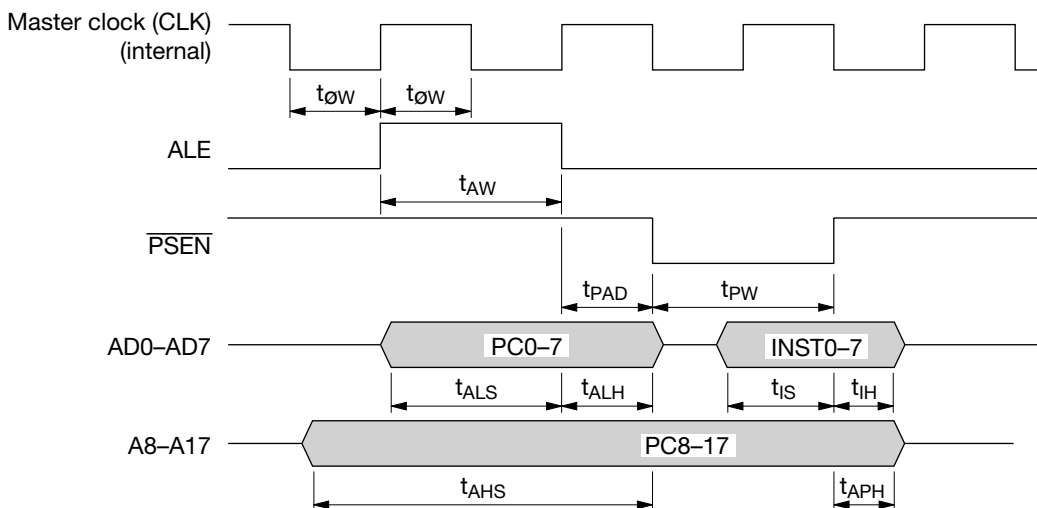 Master clock (CLK)
(internal)
tøW tøW
ALE
tAW
PSEN
tPAD tPW
AD0–AD7 PC0–7 INST0–7
tALS tALH tIS tIH
A8–A17 PC8–17
tAHS tAPH